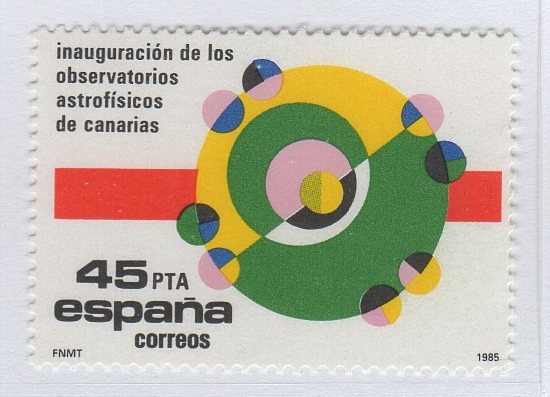 inauguración de los
observatorios
astrofísicos
de canarias
45 PTA
españa
correos
FNMT
1985